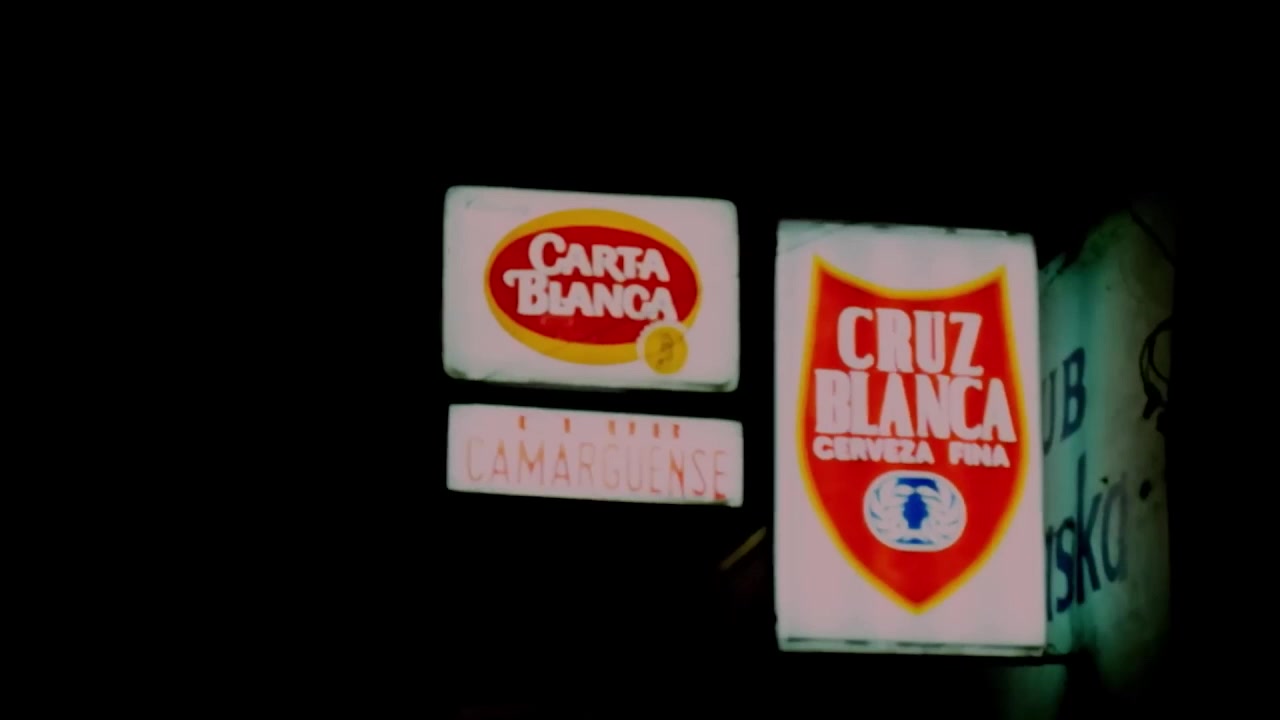 CARTA
BLANCA
CAMARGUENSE
CRUZ
BLANCA
CERVEZA FINA